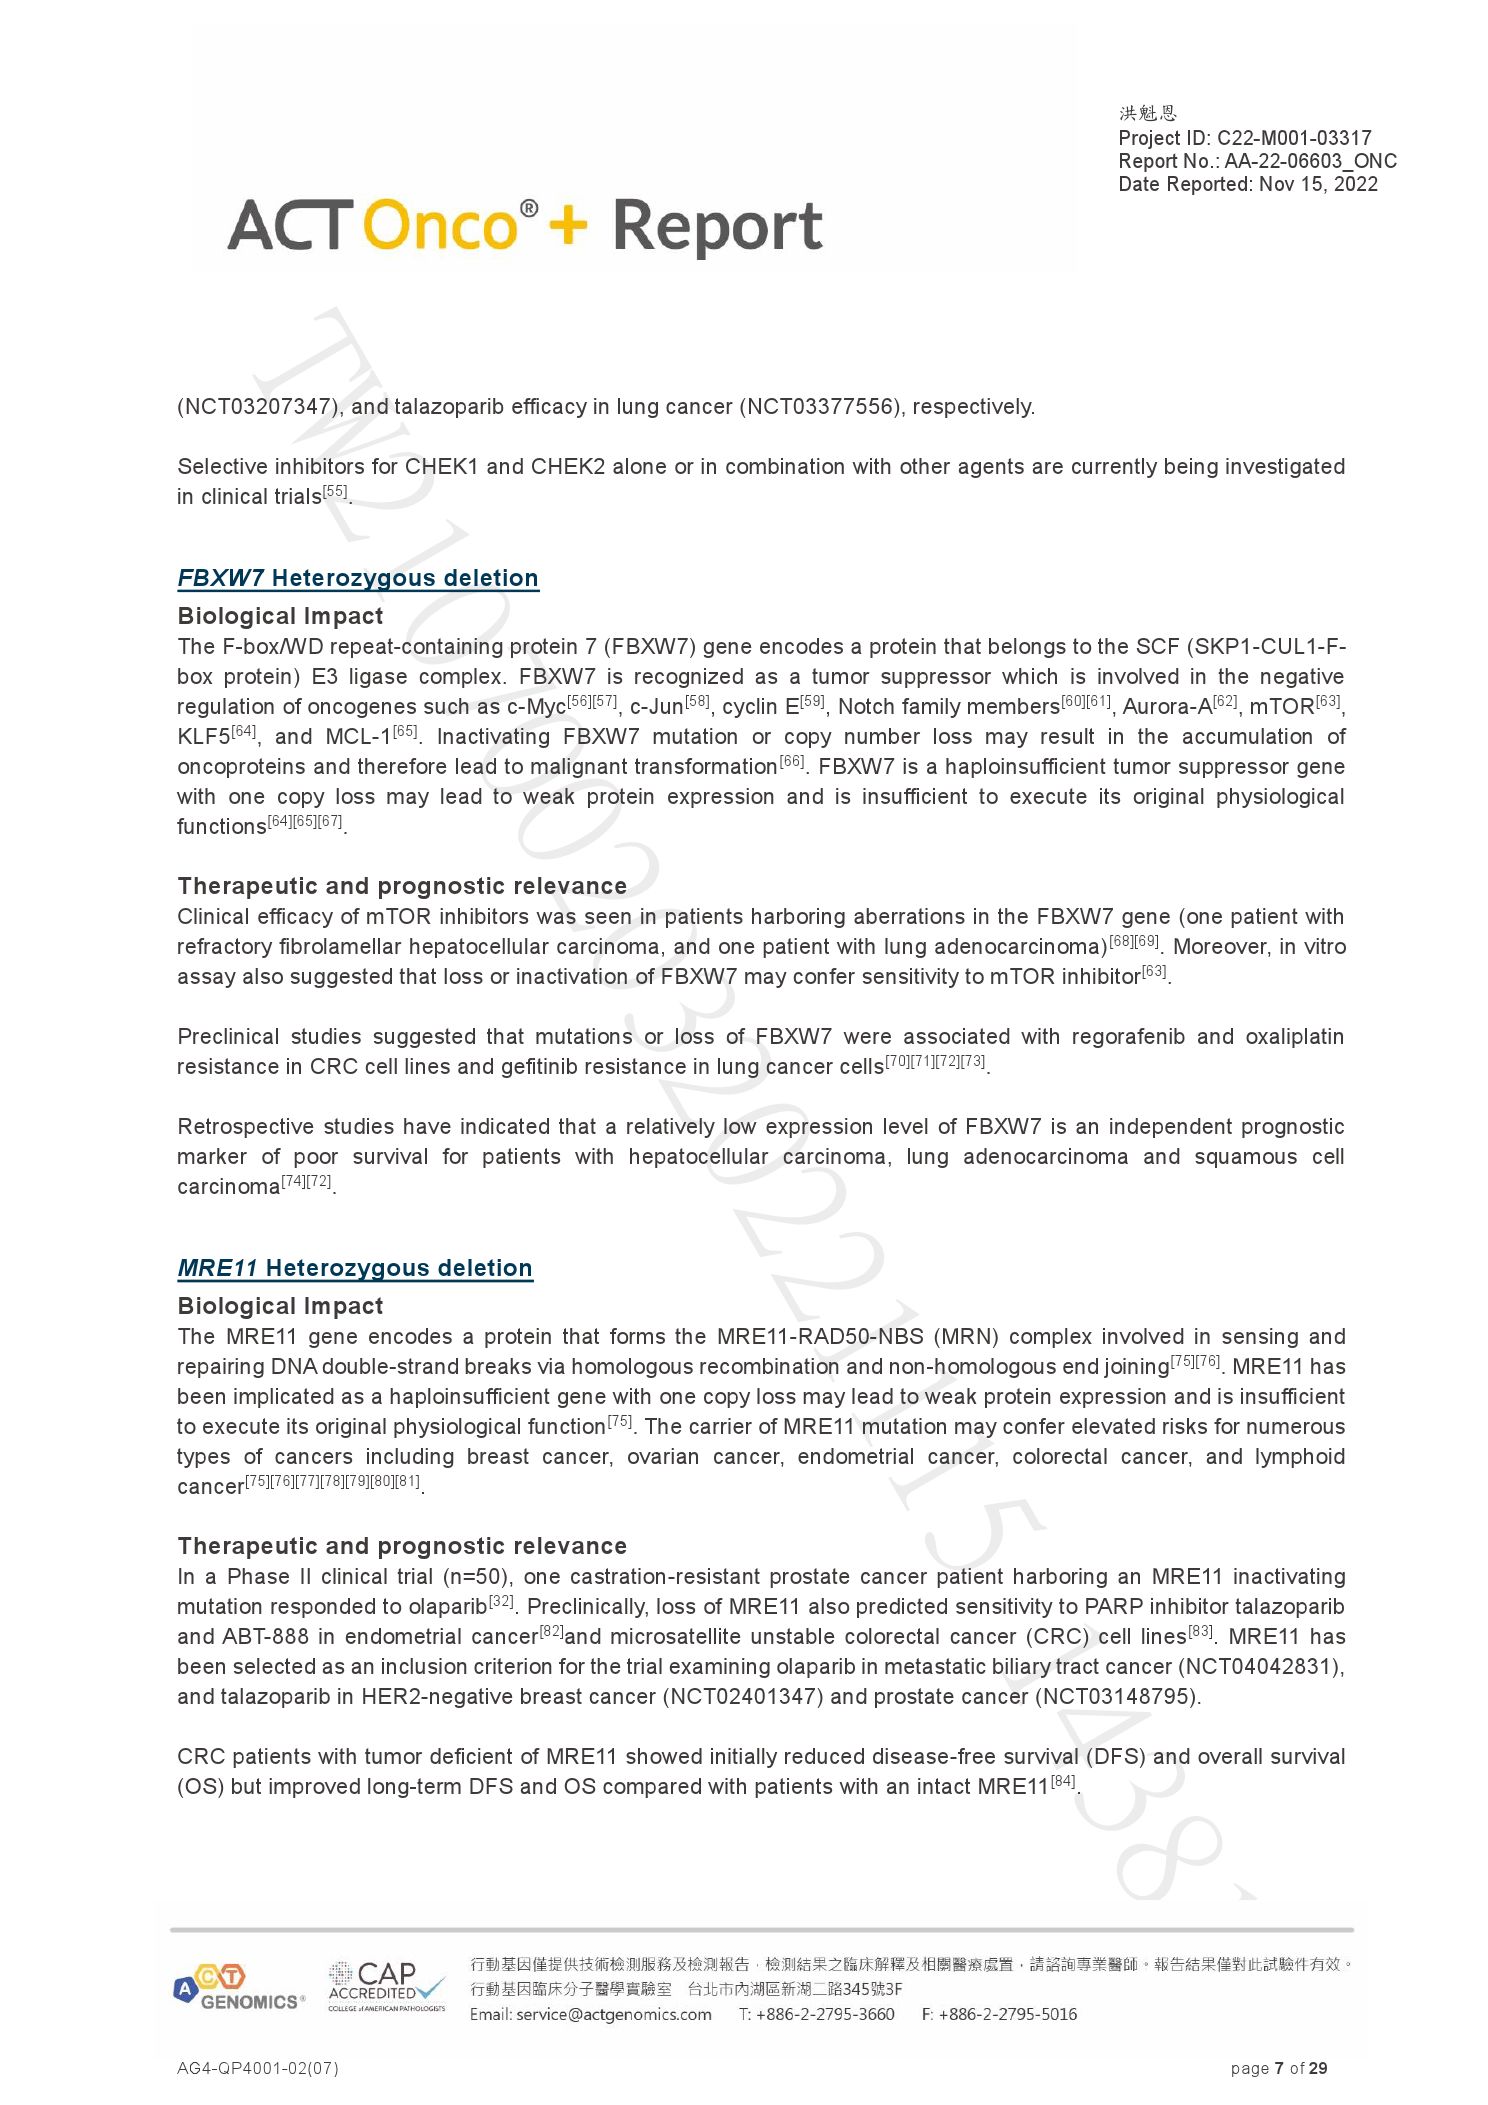 洪魁恩
Project ID: C22-M001-03317
Report No.: AA-22-06603_ONC
Date Reported: Nov 15, 2022
ACTOnco®+ Report
(NCT03207347), and talazoparib efficacy in lung cancer (NCT03377556), respectively.
Selective inhibitors for CHEK1 and CHEK2 alone or in combination with other agents are currently being investigated
in clinical trials[55].
FBXW7 Heterozygous deletion
Biological Impact
The F-box/WD repeat-containing protein 7 (FBXW7) gene encodes a protein that belongs to the SCF (SKP1-CUL1-F-
box protein) E3 ligase complex. FBXW7 is recognized as a tumor suppressor which is involved in the negative
regulation of oncogenes such as c-Myc[56][57], c-Jun[58], cyclin E[59], Notch family members[60][61], Aurora-A[62], mTOR[63],
KLF5[64], and MCL-1[65]. Inactivating FBXW7 mutation or copy number loss may result in the accumulation of
oncoproteins and therefore lead to malignant transformation[66]. FBXW7 is a haploinsufficient tumor suppressor gene
with one copy loss may lead to weak protein expression and is insufficient to execute its original physiological
functions[64][65][67].
Therapeutic and prognostic relevance
Clinical efficacy of mTOR inhibitors was seen in patients harboring aberrations in the FBXW7 gene (one patient with
refractory fibrolamellar hepatocellular carcinoma, and one patient with lung adenocarcinoma)[68][69]. Moreover, in vitro
assay also suggested that loss or inactivation of FBXW7 may confer sensitivity to mTOR inhibitor[63].
Preclinical studies suggested that mutations or loss of FBXW7 were associated with regorafenib and oxaliplatin
resistance in CRC cell lines and gefitinib resistance in lung cancer cells[70][71][72][73].
Retrospective studies have indicated that a relatively low expression level of FBXW7 is an independent prognostic
marker of poor survival for patients with hepatocellular carcinoma, lung adenocarcinoma and squamous cell
carcinoma[74][72].
MRE11 Heterozygous deletion
Biological Impact
The MRE11 gene encodes a protein that forms the MRE11-RAD50-NBS (MRN) complex involved in sensing and
repairing DNA double-strand breaks via homologous recombination and non-homologous end joining[75][76]. MRE11 has
been implicated as a haploinsufficient gene with one copy loss may lead to weak protein expression and is insufficient
to execute its original physiological function[75]. The carrier of MRE11 mutation may confer elevated risks for numerous
types of cancers including breast cancer, ovarian cancer, endometrial cancer, colorectal cancer, and lymphoid
cancer[75][76][77][78][79][80][81].
Therapeutic and prognostic relevance
In a Phase II clinical trial (n=50), one castration-resistant prostate cancer patient harboring an MRE11 inactivating
mutation responded to olaparib[32]. Preclinically, loss of MRE11 also predicted sensitivity to PARP inhibitor talazoparib
and ABT-888 in endometrial cancer[82]and microsatellite unstable colorectal cancer (CRC) cell lines[83]. MRE11 has
been selected as an inclusion criterion for the trial examining olaparib in metastatic biliary tract cancer (NCT04042831),
and talazoparib in HER2-negative breast cancer (NCT02401347) and prostate cancer (NCT03148795).
CRC patients with tumor deficient of MRE11 showed initially reduced disease-free survival (DFS) and overall survival
(OS) but improved long-term DFS and OS compared with patients with an intact MRE11[84].
ACT GENOMICS®
CAP ACCREDITED
COLLEGE of AMERICAN PATHOLOGISTS
行動基因僅提供技術檢測服務及檢測報告，檢測結果之臨床解釋及相關醫療處置，請諮詢專業醫師。報告結果僅對此試驗件有效。
行動基因臨床分子醫學實驗室 台北市內湖區新湖二路345號3F
Email: service@actgenomics.com T: +886-2-2795-3660 F: +886-2-2795-5016
AG4-QP4001-02(07)
page 7 of 29